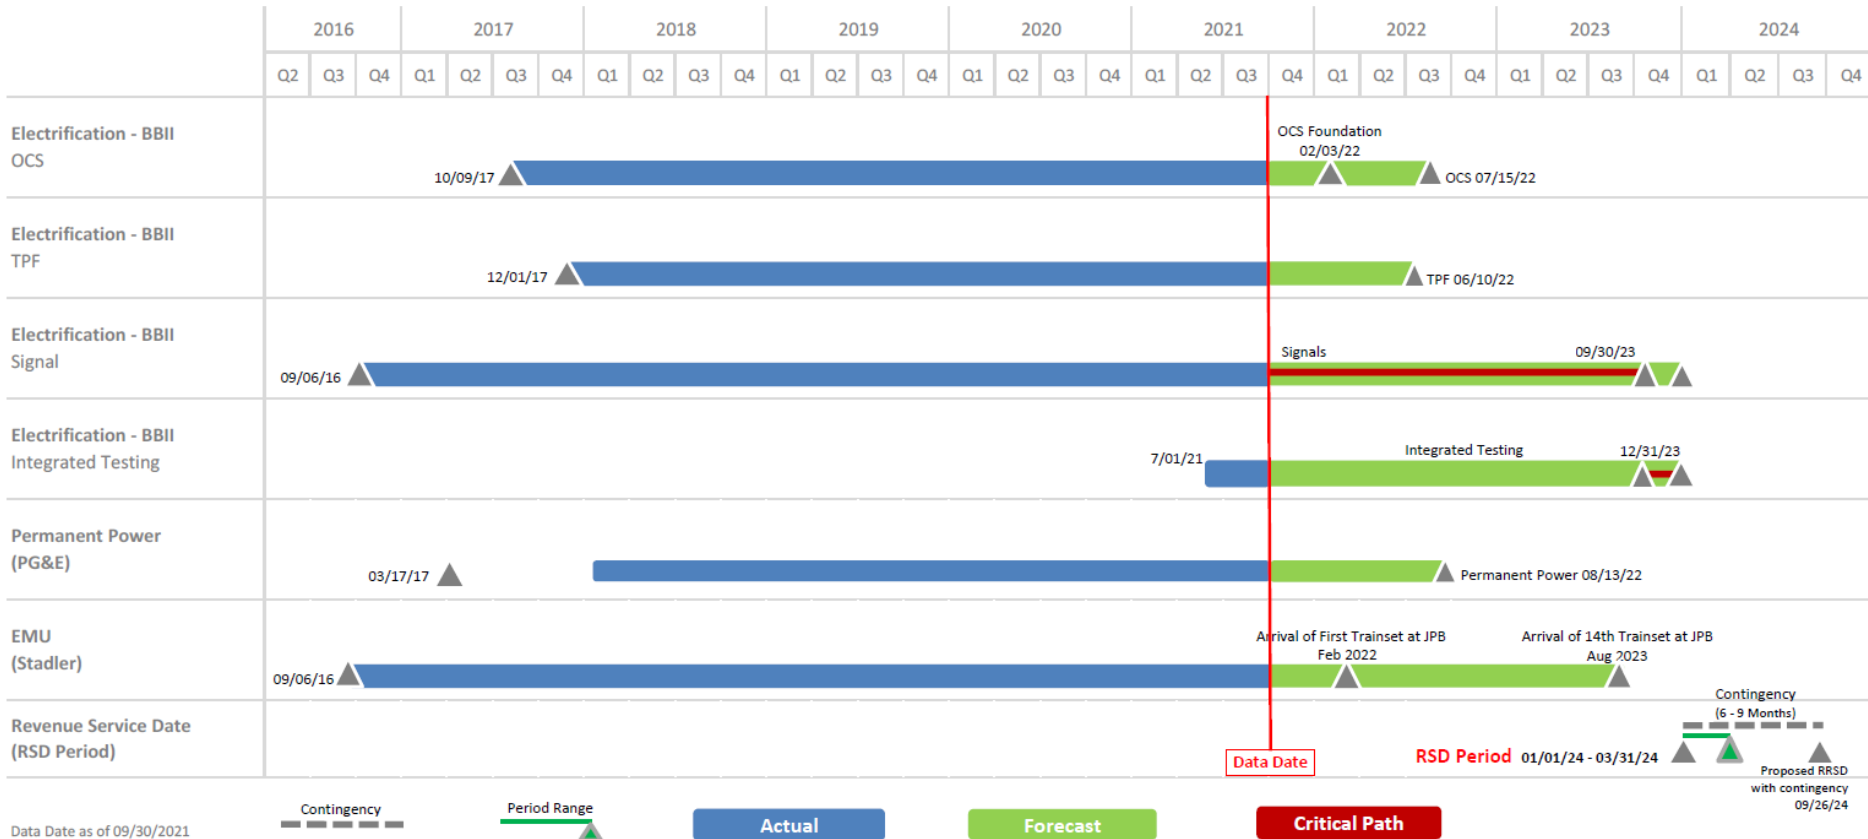 2016 2017 2018 2019 2020 2021 2022 2023 2024
Q2 Q3 Q4 Q1 Q2 Q3 Q4 Q1 Q2 Q3 Q4 Q1 Q2 Q3 Q4 Q1 Q2 Q3 Q4 Q1 Q2 Q3 Q4 Q1 Q2 Q3 Q4 Q1 Q2 Q3 Q4 Q1 Q2 Q3 Q4
Electrification - BBII
OCS
10/09/17
OCS Foundation
02/03/22
OCS 07/15/22
Electrification - BBII
TPF
12/01/17
TPF 06/10/22
Electrification - BBII
Signal
09/06/16
Signals
09/30/23
Electrification - BBII
Integrated Testing
7/01/21
Integrated Testing
12/31/23
Permanent Power
(PG&E)
03/17/17
Permanent Power 08/13/22
EMU
(Stadler)
09/06/16
Arrival of First Trainset at JPB
Feb 2022
Arrival of 14th Trainset at JPB
Aug 2023
Revenue Service Date
(RSD Period)
Data Date
RSD Period 01/01/24 - 03/31/24
Contingency
(6 - 9 Months)
Proposed RRSD
with contingency
09/26/24
Data Date as of 09/30/2021
Contingency
Period Range
Actual
Forecast
Critical Path